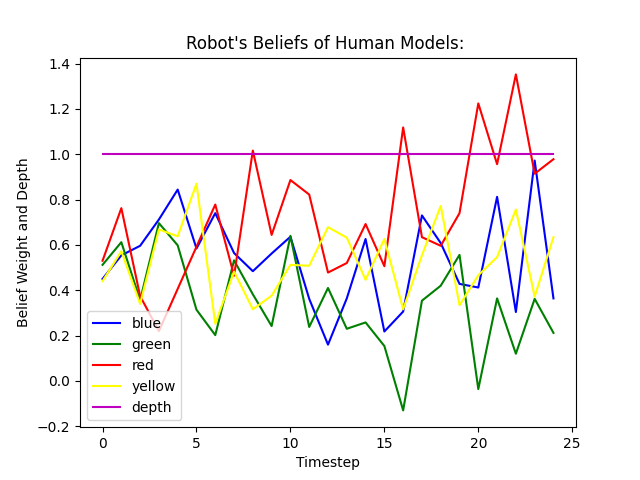 Robot's Beliefs of Human Models:
Belief Weight and Depth
1.4
1.2
1.0
0.8
0.6
0.4
0.2
0.0
−0.2
blue
green
red
yellow
depth
0 5 10 15 20 25
Timestep